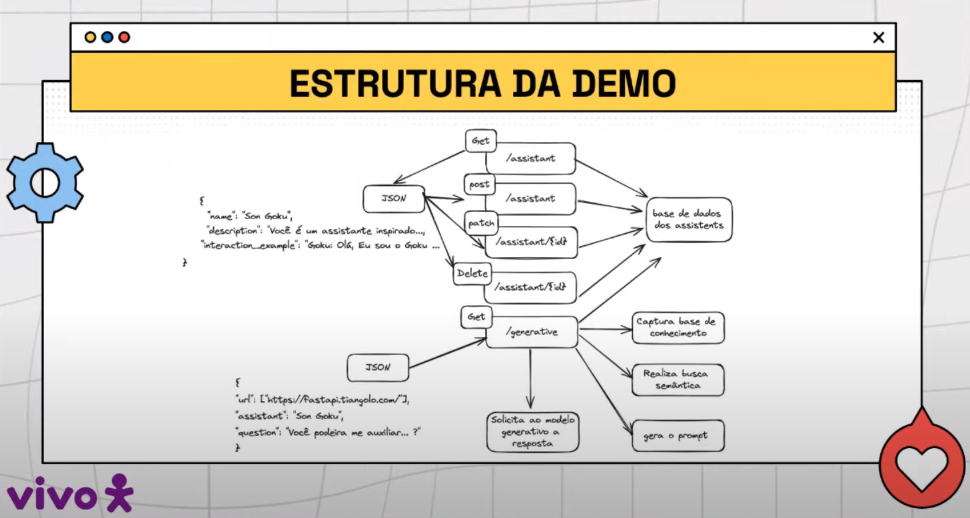 ESTRUTURA DA DEMO
Get
/assistant
JSON
post
/assistant
patch
/assistant/{id}
Delete
/assistant/{id}
base de dados
dos assistents
{
"name": "Son Goku",
"description": "Você é um assistante inspirado...,
"interaction_example": "Goku: Olá, Eu sou o Goku ...
}
Get
/generative
Captura base de
conhecimento
Realiza busca
semântica
gera o prompt
Solicita ao modelo
generativo a
resposta
JSON
{
"url": ["https://fastapi.tiangolo.com/"],
"assistant": "Son Goku",
"question": "Você podeira me auxiliar... ?"
}
vivo